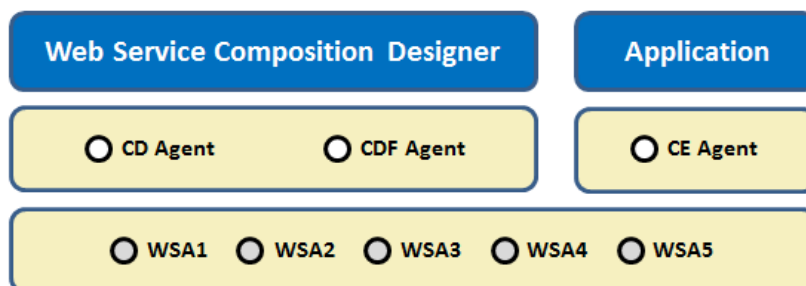 Web Service Composition Designer
Application
CD Agent
CDF Agent
CE Agent
WSA1 WSA2 WSA3 WSA4 WSA5